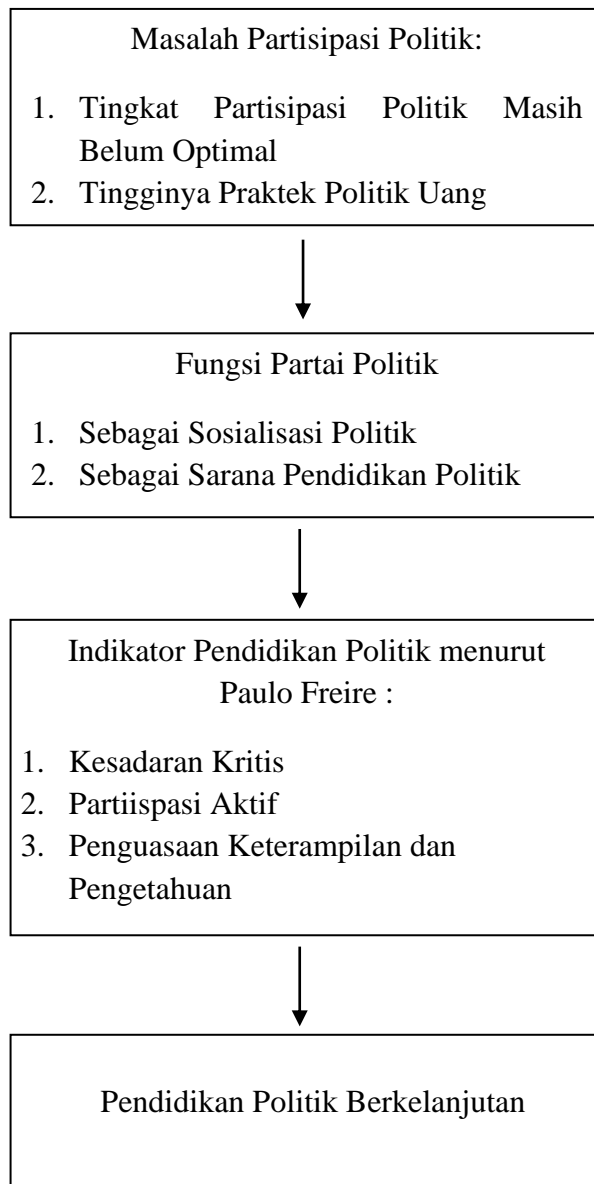 Masalah Partisipasi Politik:
1. Tingkat Partisipasi Politik Masih
Belum Optimal
2. Tingginya Praktek Politik Uang
Fungsi Partai Politik
1. Sebagai Sosialisasi Politik
2. Sebagai Sarana Pendidikan Politik
Indikator Pendidikan Politik menurut
Paulo Freire :
1. Kesadaran Kritis
2. Partiispasi Aktif
3. Penguasaan Keterampilan dan
Pengetahuan
Pendidikan Politik Berkelanjutan